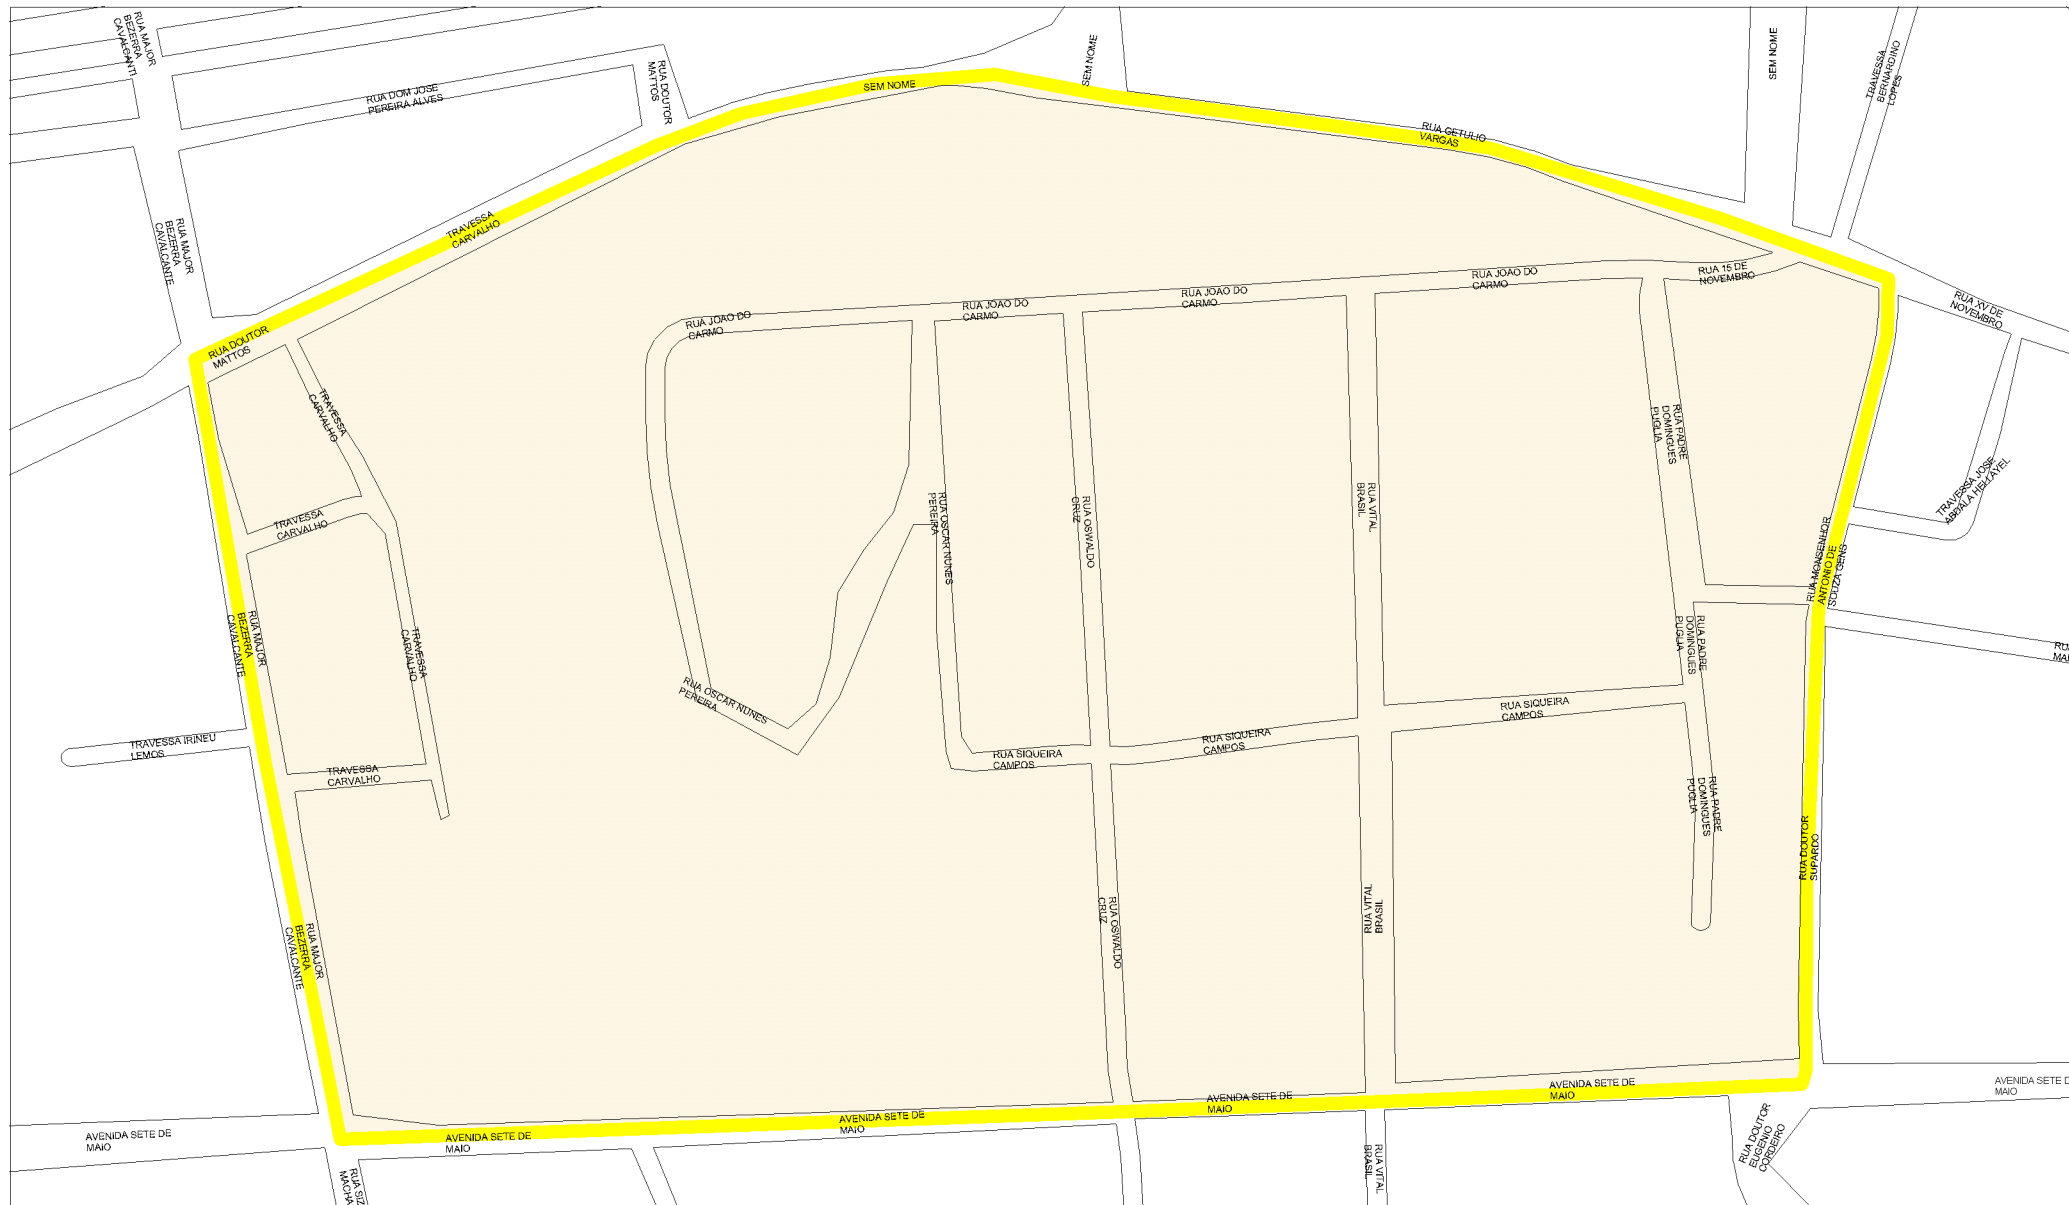 RUA MAJOR
BEZERRA
CAVALCANTI
RUA DOM JOSE
PEREIRA ALVES
RUA DOUTOR
MATTOS
SEM NOME
SEM NOME
RUA GETULIO
VARGAS
SEM NOME
TRAVESSA
BERNARDINO
LOPES
RUA MAJOR
BEZERRA
CAVALCANTE
TRAVESSA
CARVALHO
RUA DOUTOR
MATTOS
RUA JOAO DO
CARMO
RUA JOAO DO
CARMO
RUA JOAO DO
CARMO
RUA JOAO DO
CARMO
RUA 15 DE
NOVEMBRO
RUA XV DE
NOVEMBRO
TRAVESSA
CARVALHO
TRAVESSA
CARVALHO
RUA OSCAR NUNES
PEREIRA
RUA OSWALDO
CRUZ
RUA VITAL
BRASIL
RUA PADRE
DOMINGUES
PUGLIA
TRAVESSA JOSE
ABDALA HELLAYEL
RUA MONSENHOR
ANTONIO DE
SOUZA GENS
RUA MAJOR
BEZERRA
CAVALCANTE
TRAVESSA
CARVALHO
RUA OSCAR NUNES
PEREIRA
RUA PADRE
DOMINGUES
PUGLIA
RUA
MAI
TRAVESSA IRINEU
LEMOS
TRAVESSA
CARVALHO
RUA SIQUEIRA
CAMPOS
RUA SIQUEIRA
CAMPOS
RUA SIQUEIRA
CAMPOS
RUA PADRE
DOMINGUES
PUGLIA
RUA DOUTOR
SUPARDO
RUA MAJOR
BEZERRA
CAVALCANTE
RUA OSWALDO
CRUZ
RUA VITAL
BRASIL
AVENIDA SETE DE
MAIO
AVENIDA SETE DE
MAIO
AVENIDA SETE DE
MAIO
AVENIDA SETE DE
MAIO
AVENIDA SETE DE
MAIO
AVENIDA SETE D
MAIO
RUA SIZ
MACHA
RUA VITAL
BRASIL
RUA DOUTOR
EUGENIO
CORDEIRO